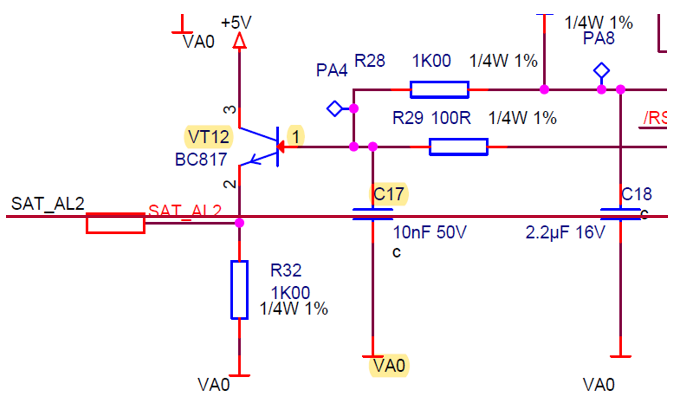 +5V
VA0
1/4W 1%
PA8
R28 1K00 1/4W 1%
PA4
3
R29 100R 1/4W 1%
/RS
VT12
1
BC817
2
SAT_AL2
SAT_AL2
C17
C18
c
10nF 50V
2.2µF 16V
c
R32
1K00
1/4W 1%
VA0
VA0
VA0